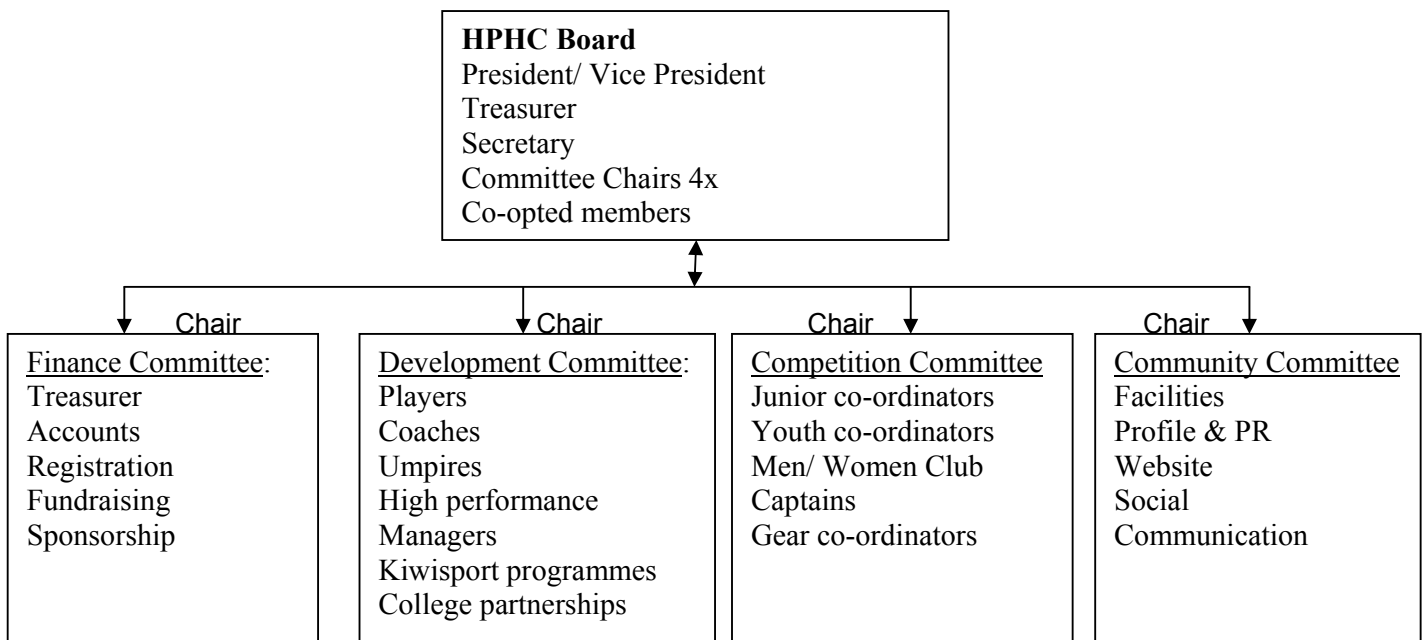 HPHC Board
President/ Vice President
Treasurer
Secretary
Committee Chairs 4x
Co-opted members
Chair
Finance Committee:
Treasurer
Accounts
Registration
Fundraising
Sponsorship
Chair
Development Committee:
Players
Coaches
Umpires
High performance
Managers
Kiwisport programmes
College partnerships
Chair
Competition Committee
Junior co-ordinators
Youth co-ordinators
Men/ Women Club
Captains
Gear co-ordinators
Chair
Community Committee
Facilities
Profile & PR
Website
Social
Communication